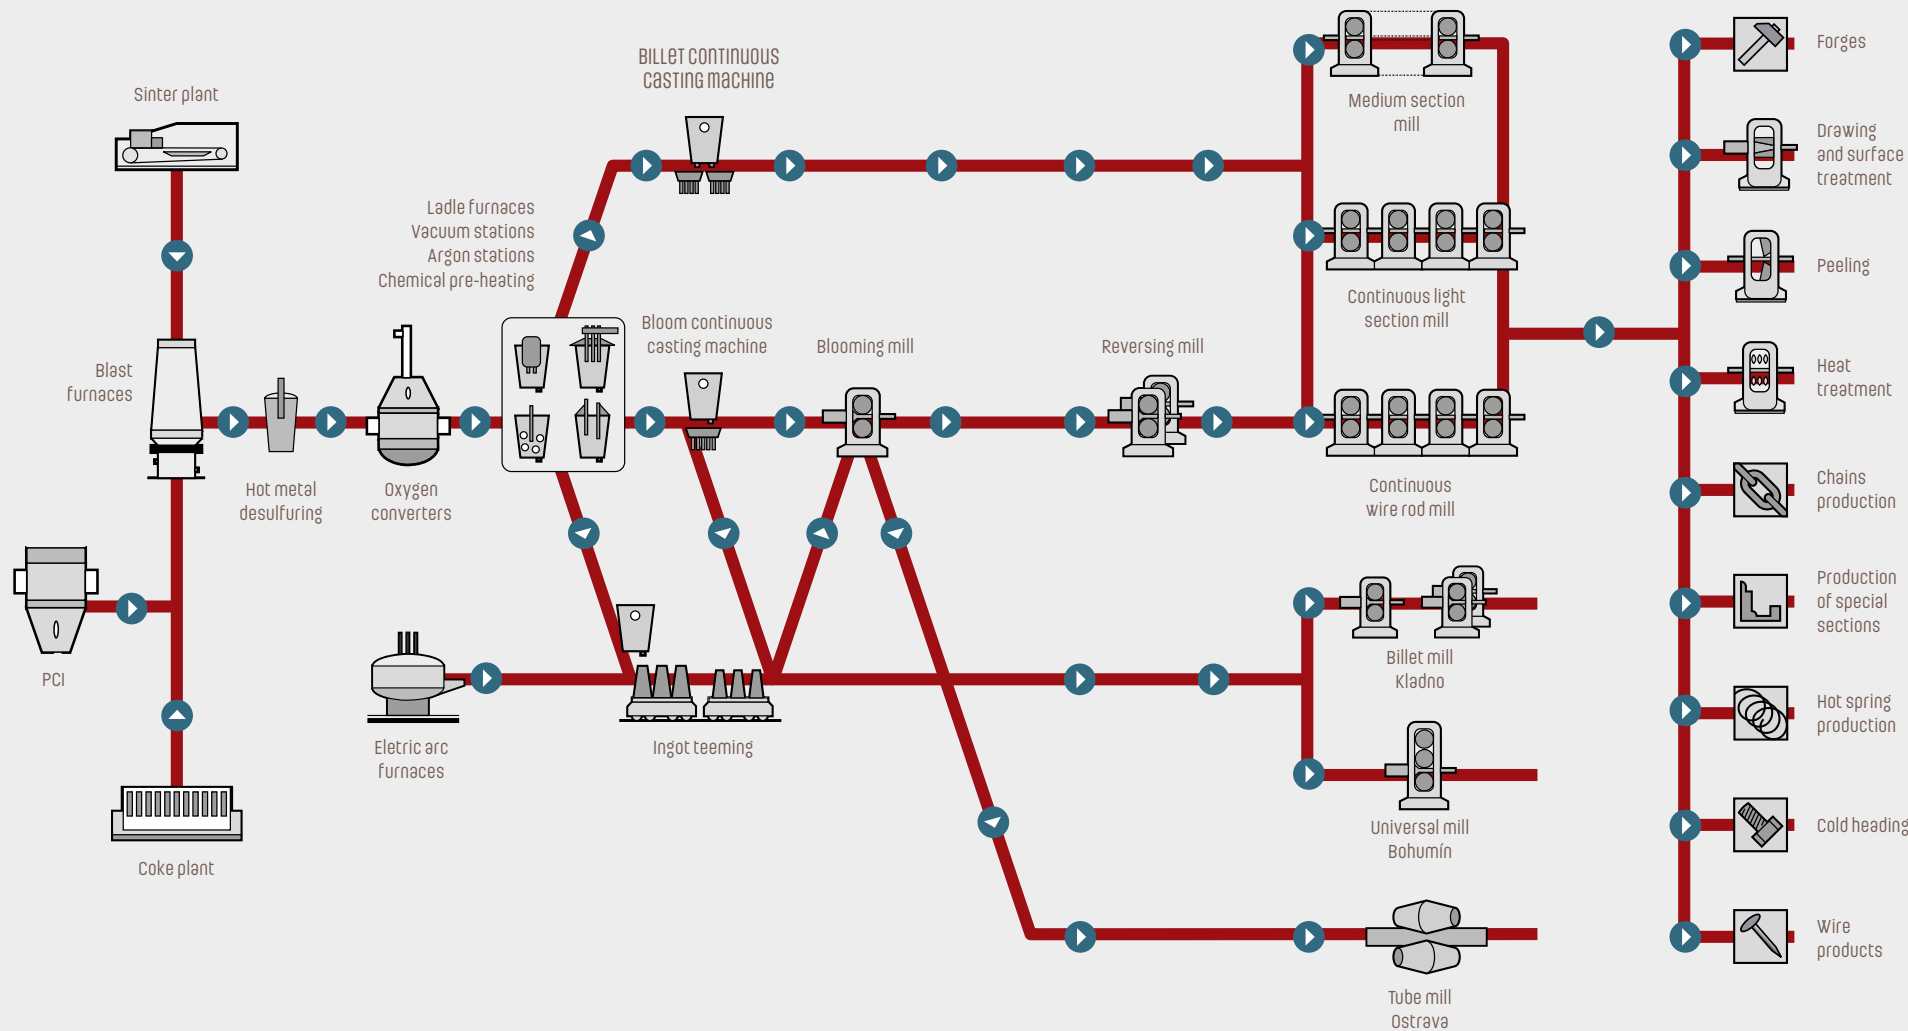 Sinter plant
BILLET CONTINUOUS
CASTING MACHINE
Ladle furnaces
Vacuum stations
Argon stations
Chemical pre-heating
Blast
furnaces
Hot metal
desulfuring
Oxygen
converters
Bloom continuous
casting machine
Blooming mill
Reversing mill
Medium section
mill
Continuous light
section mill
Continuous
wire rod mill
PCI
Coke plant
Eletric arc
furnaces
Ingot teeming
Billet mill
Kladno
Universal mill
Bohumín
Tube mill
Ostrava
Forges
Drawing
and surface
treatment
Peeling
Heat
treatment
Chains
production
Production
of special
sections
Hot spring
production
Cold heading
Wire
products